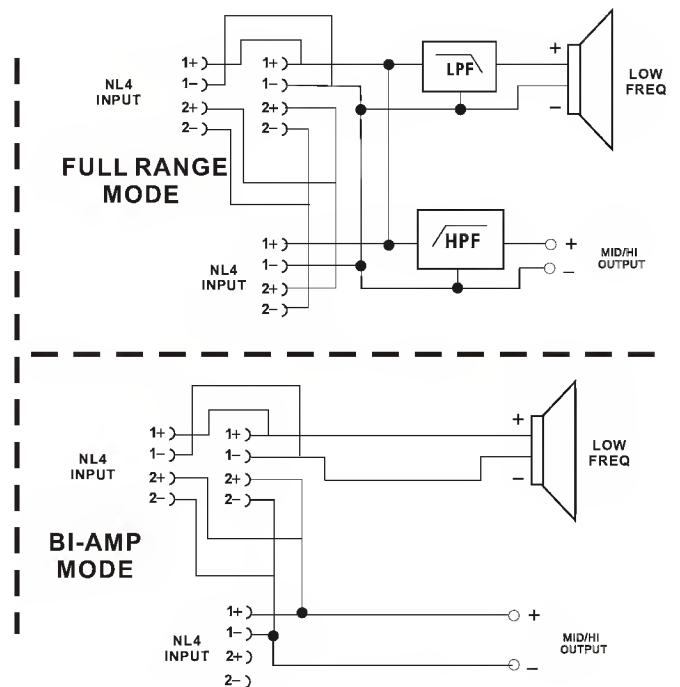 1+ 1+
1− 1−
NL4
INPUT
2+ 2+
2− 2−
LPF
+
−
LOW
FREQ
FULL RANGE
MODE
1+
1−
NL4
INPUT
2+
2−
HPF
+
−
MID/HI
OUTPUT
1+ 1+
1− 1−
NL4
INPUT
2+ 2+
2− 2−
+
−
LOW
FREQ
BI-AMP
MODE
1+
1−
NL4
INPUT
2+
2−
+
−
MID/HI
OUTPUT